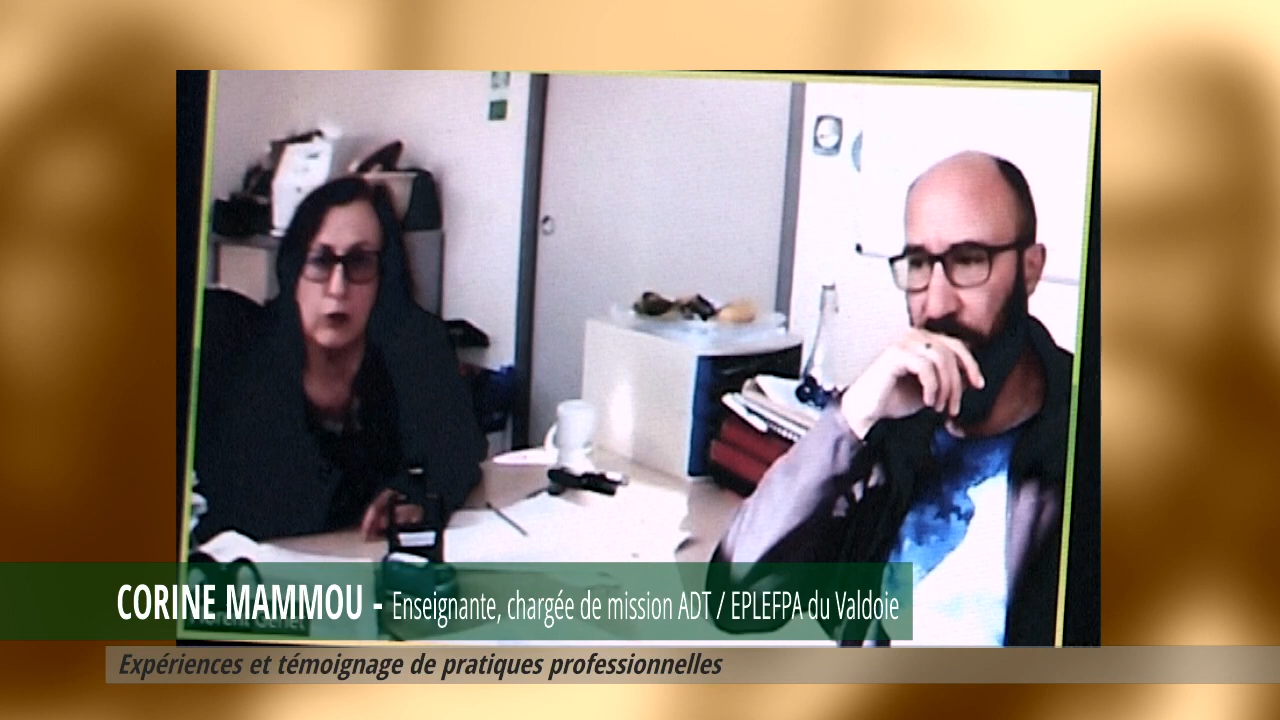 CORINE MAMMOU - Enseignante, chargée de mission ADT / EPLEFPA du Valdoie
Expériences et témoignage de pratiques professionnelles